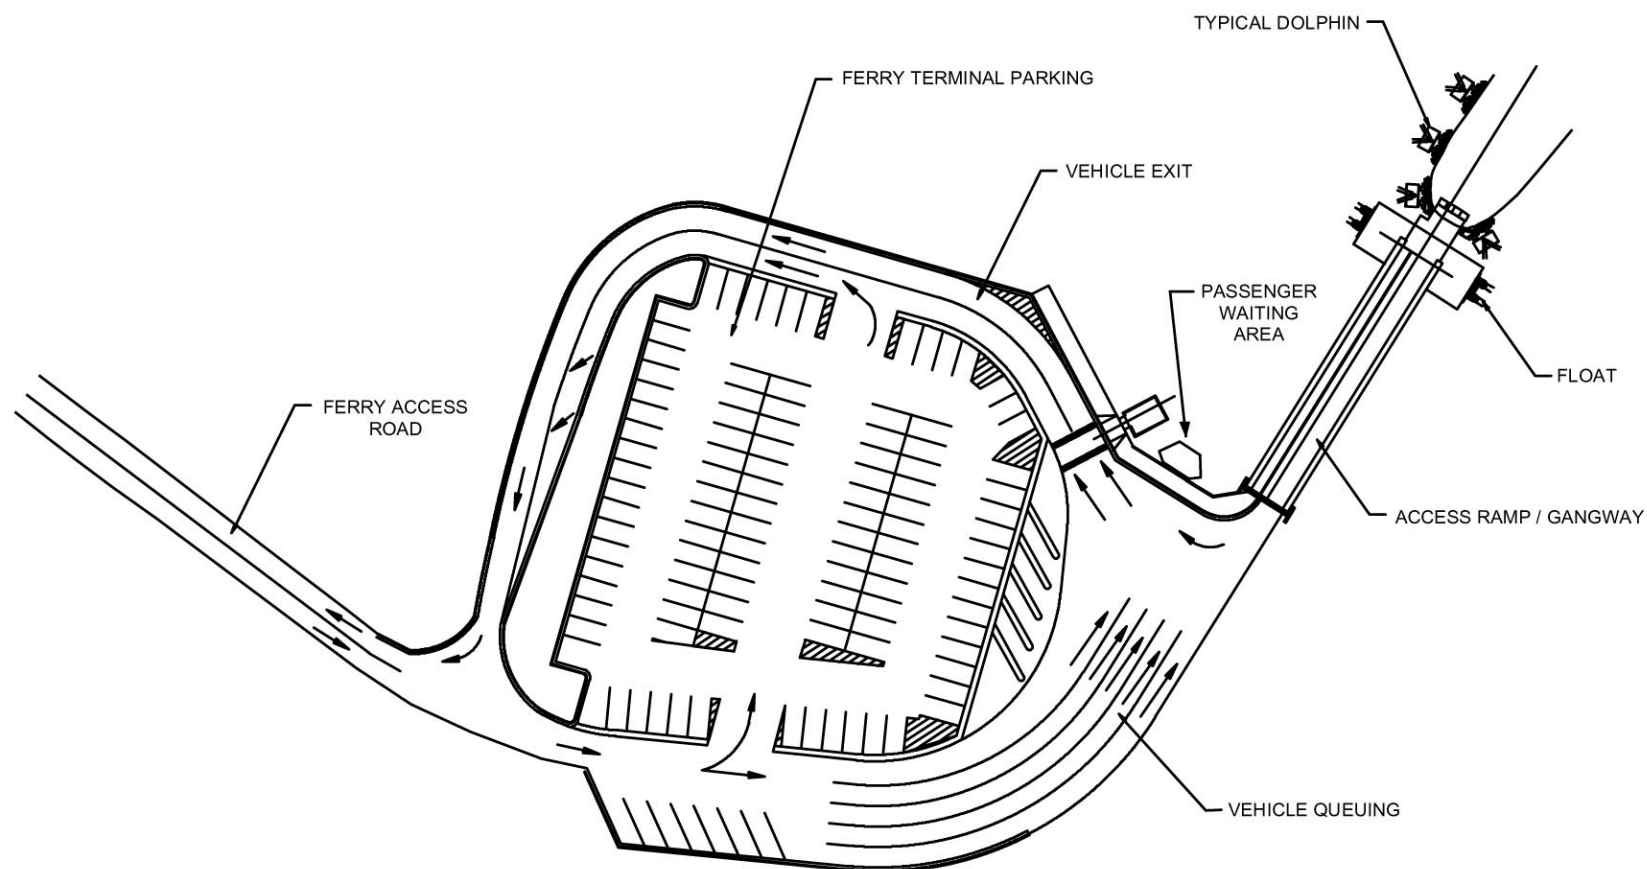 TYPICAL DOLPHIN
FERRY TERMINAL PARKING
VEHICLE EXIT
PASSENGER
WAITING
AREA
FLOAT
FERRY ACCESS
ROAD
ACCESS RAMP / GANGWAY
VEHICLE QUEUING